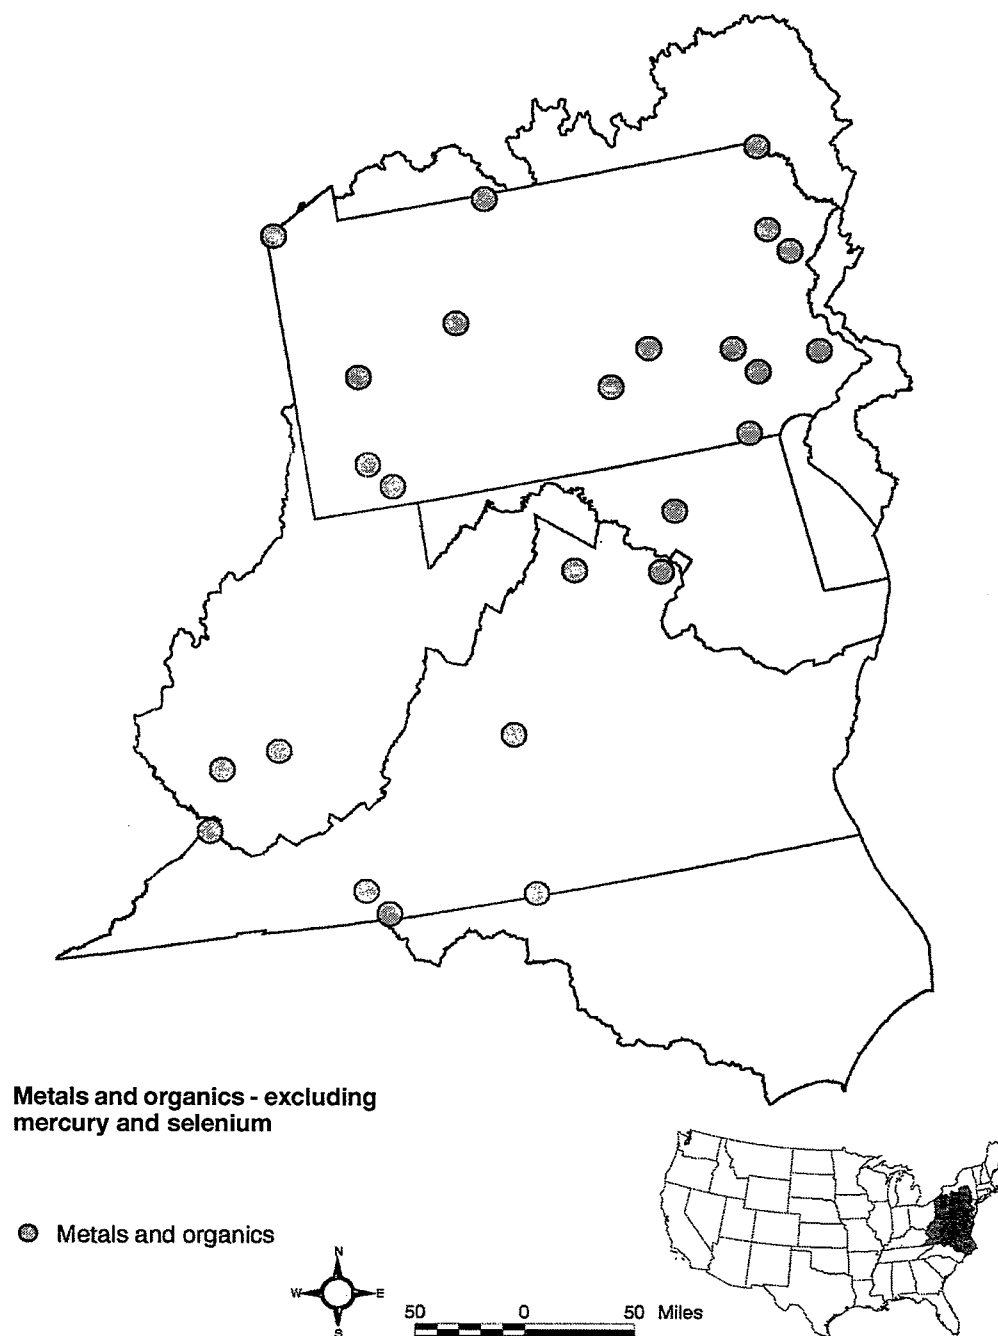 Metals and organics - excluding
mercury and selenium
Metals and organics
N
W E
S
50 0 50 Miles